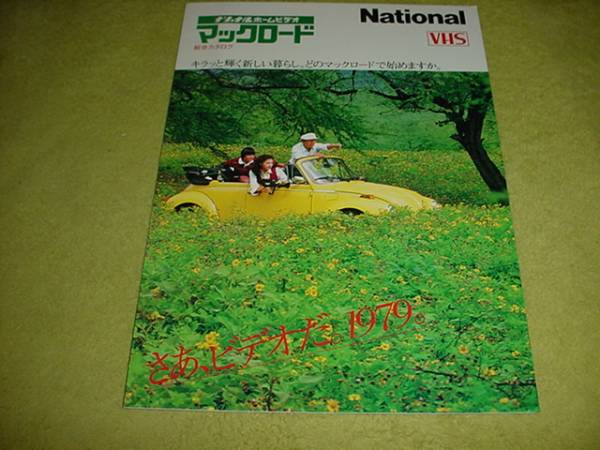 ナショナルホームビデオ
マックロード
総合カタログ
National
VHS
キラッと輝く新しい暮らし。どのマックロードで始めますか。
さあ、ビデオだ。1979。